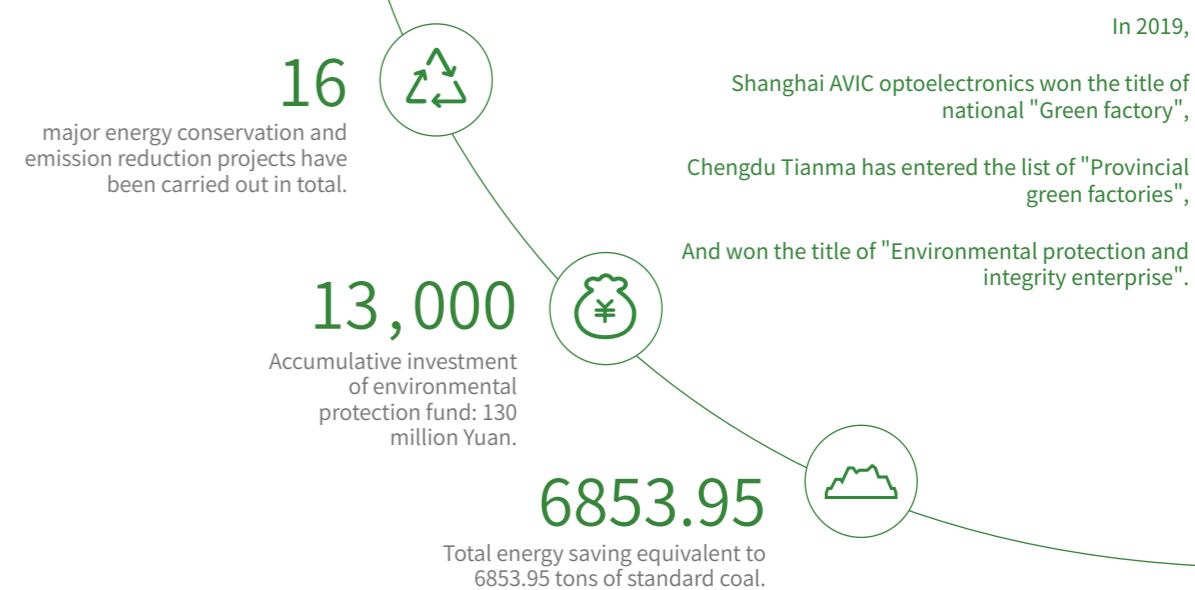 16
major energy conservation and
emission reduction projects have
been carried out in total.
In 2019,
Shanghai AVIC optoelectronics won the title of
national "Green factory",
Chengdu Tianma has entered the list of "Provincial
green factories",
And won the title of "Environmental protection and
integrity enterprise".
13,000
Accumulative investment
of environmental
protection fund: 130
million Yuan.
¥
6853.95
Total energy saving equivalent to
6853.95 tons of standard coal.